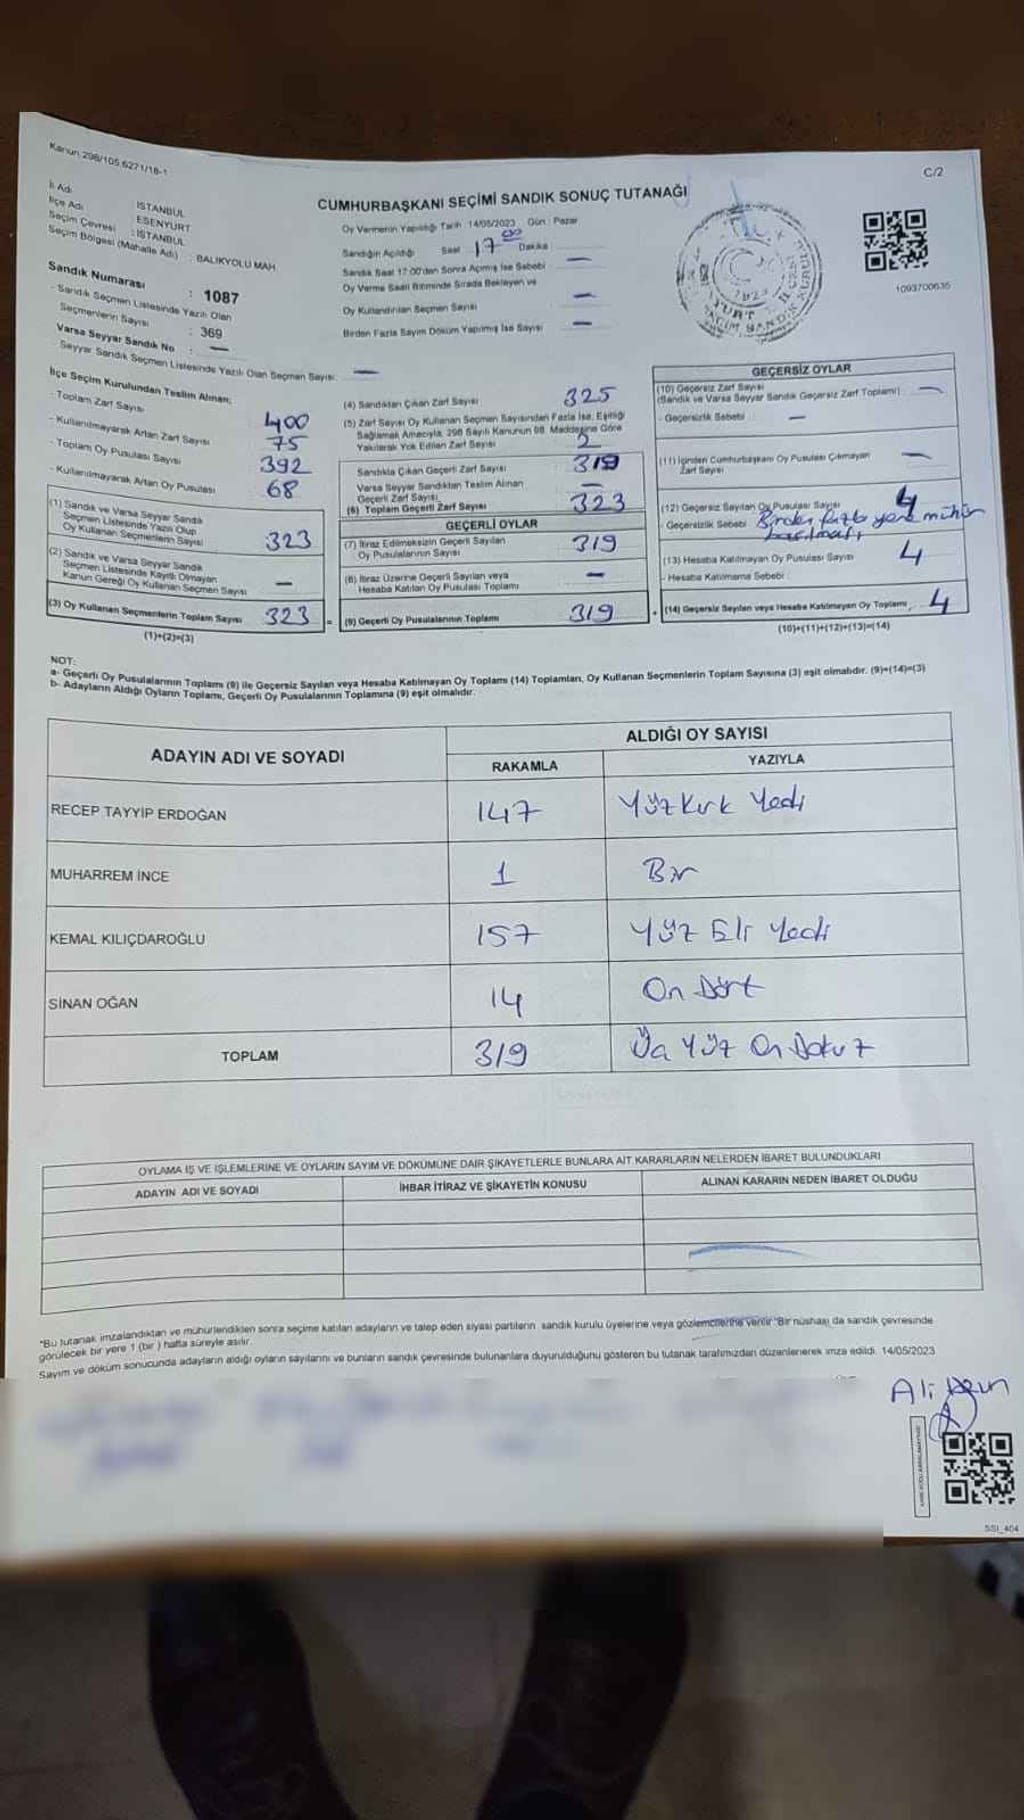 Kanun 298/105,6271/18-1
C/2
CUMHURBAŞKANI SEÇİMİ SANDIK SONUÇ TUTANAĞI
İl Adı : İSTANBUL
İlçe Adı : ESENYURT
Seçim Çevresi : İSTANBUL
Seçim Bölgesi (Mahalle Adı) : BALIKYOLU MAH.
Sandık Numarası : 1087
- Sandık Seçmen Listesinde Yazılı Olan Seçmenlerin Sayısı : 369
Varsa Seyyar Sandık No : —
- Seyyar Sandık Seçmen Listesinde Yazılı Olan Seçmen Sayısı: —
Oy Vermenin Yapıldığı Tarih 14/05/2023 Gün : Pazar
Sandığın Açıldığı Saat 17 00 Dakika
Sandık Saat 17:00'den Sonra Açılmış İse Sebebi —
Oy Verme Saati Bitiminde Sırada Bekleyen ve
Oy Kullandırılan Seçmen Sayısı —
Birden Fazla Sayım Döküm Yapılmış İse Sayısı —
1093700635
İlçe Seçim Kurulundan Teslim Alınan;
- Toplam Zarf Sayısı 400
- Kullanılmayarak Artan Zarf Sayısı 75
- Toplam Oy Pusulası Sayısı 392
- Kullanılmayarak Artan Oy Pusulası 68
(1) Sandık ve Varsa Seyyar Sandık
Seçmen Listesinde Yazılı Olup
Oy Kullanan Seçmenlerin Sayısı 323
(2) Sandık ve Varsa Seyyar Sandık
Seçmen Listesinde Kayıtlı Olmayan
Kanun Gereği Oy Kullanan Seçmen Sayısı —
(3) Oy Kullanan Seçmenlerin Toplam Sayısı 323 =
(1)+(2)=(3)
(4) Sandıktan Çıkan Zarf Sayısı 325
(5) Zarf Sayısı Oy Kullanan Seçmen Sayısından Fazla İse, Eşitliği
Sağlamak Amacıyla, 298 Sayılı Kanunun 98. Maddesine Göre
Yakılarak Yok Edilen Zarf Sayısı 2
Sandıkta Çıkan Geçerli Zarf Sayısı 319
Varsa Seyyar Sandıktan Teslim Alınan
Geçerli Zarf Sayısı —
(6) Toplam Geçerli Zarf Sayısı 323
GEÇERLİ OYLAR
(7) İtiraz Edilmeksizin Geçerli Sayılan
Oy Pusulalarının Sayısı 319
(8) İtiraz Üzerine Geçerli Sayılan veya
Hesaba Katılan Oy Pusulası Toplamı —
(9) Geçerli Oy Pusulalarının Toplamı 319 +
GEÇERSİZ OYLAR
(10) Geçersiz Zarf Sayısı
(Sandık ve Varsa Seyyar Sandık Geçersiz Zarf Toplamı) —
- Geçersizlik Sebebi : —
(11) İçinden Cumhurbaşkanı Oy Pusulası Çıkmayan
Zarf Sayısı —
(12) Geçersiz Sayılan Oy Pusulası Sayısı 4
- Geçersizlik Sebebi Birden fazla yere mühür
basılması
(13) Hesaba Katılmayan Oy Pusulası Sayısı 4
- Hesaba Katılmama Sebebi :
(14) Geçersiz Sayılan veya Hesaba Katılmayan Oy Toplamı 4
(10)+(11)+(12)+(13)=(14)
NOT:
a- Geçerli Oy Pusulalarının Toplamı (9) ile Geçersiz Sayılan veya Hesaba Katılmayan Oy Toplamı (14) Toplamları, Oy Kullanan Seçmenlerin Toplam Sayısına (3) eşit olmalıdır. (9)+(14)=(3)
b- Adayların Aldığı Oyların Toplamı, Geçerli Oy Pusulalarının Toplamına (9) eşit olmalıdır.
ADAYIN ADI VE SOYADI
ALDIĞI OY SAYISI
RAKAMLA YAZIYLA
RECEP TAYYİP ERDOĞAN 147 Yüz Kırk Yedi
MUHARREM İNCE 1 Bir
KEMAL KILIÇDAROĞLU 157 Yüz Elli Yedi
SİNAN OĞAN 14 On Dört
TOPLAM 319 Üç Yüz On Dokuz
OYLAMA İŞ VE İŞLEMLERİNE VE OYLARIN SAYIM VE DÖKÜMÜNE DAİR ŞİKAYETLERLE BUNLARA AİT KARARLARIN NELERDEN İBARET BULUNDUKLARI
ADAYIN ADI VE SOYADI İHBAR İTİRAZ VE ŞİKAYETİN KONUSU ALINAN KARARIN NEDEN İBARET OLDUĞU
"Bu tutanak imzalandıktan ve mühürlendikten sonra seçime katılan adayların ve talep eden siyasi partilerin sandık kurulu üyelerine veya gözlemcilerine verilir" Bir nüshası da sandık çevresinde
görülecek bir yere 1 (bir ) hafta süreyle asılır.
Sayım ve döküm sonucunda adayların aldığı oyların sayılarını ve bunların sandık çevresinde bulunanlara duyurulduğunu gösteren bu tutanak tarafımızdan düzenlenerek imza edildi. 14/05/2023
Ali
SSI_404